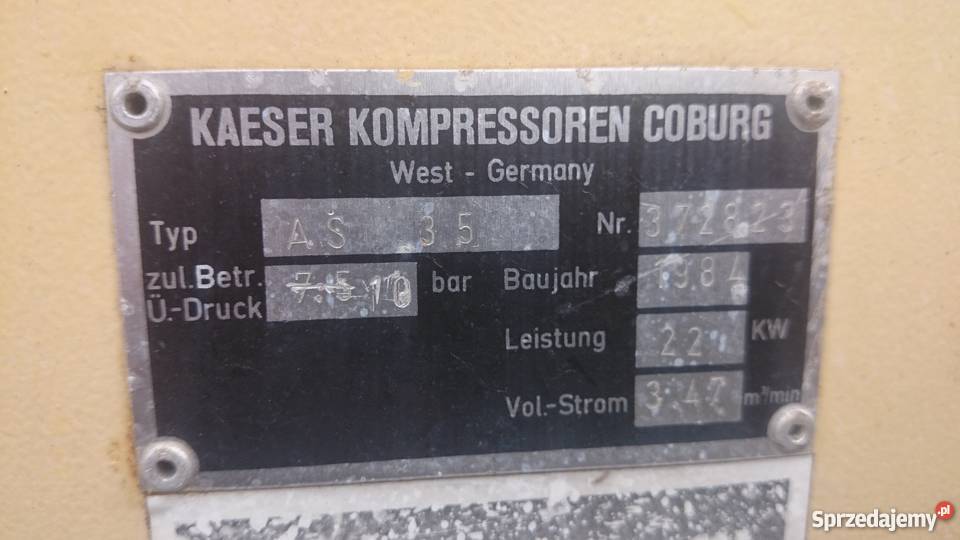 KAESER KOMPRESSOREN COBURG
West - Germany
Typ AS 35 Nr. 372823
zul.Betr. Ü.-Druck 7.5 10 bar
Baujahr 1984
Leistung 22 KW
Vol.-Strom 3.47 m³/min
Sprzedajemy.pl